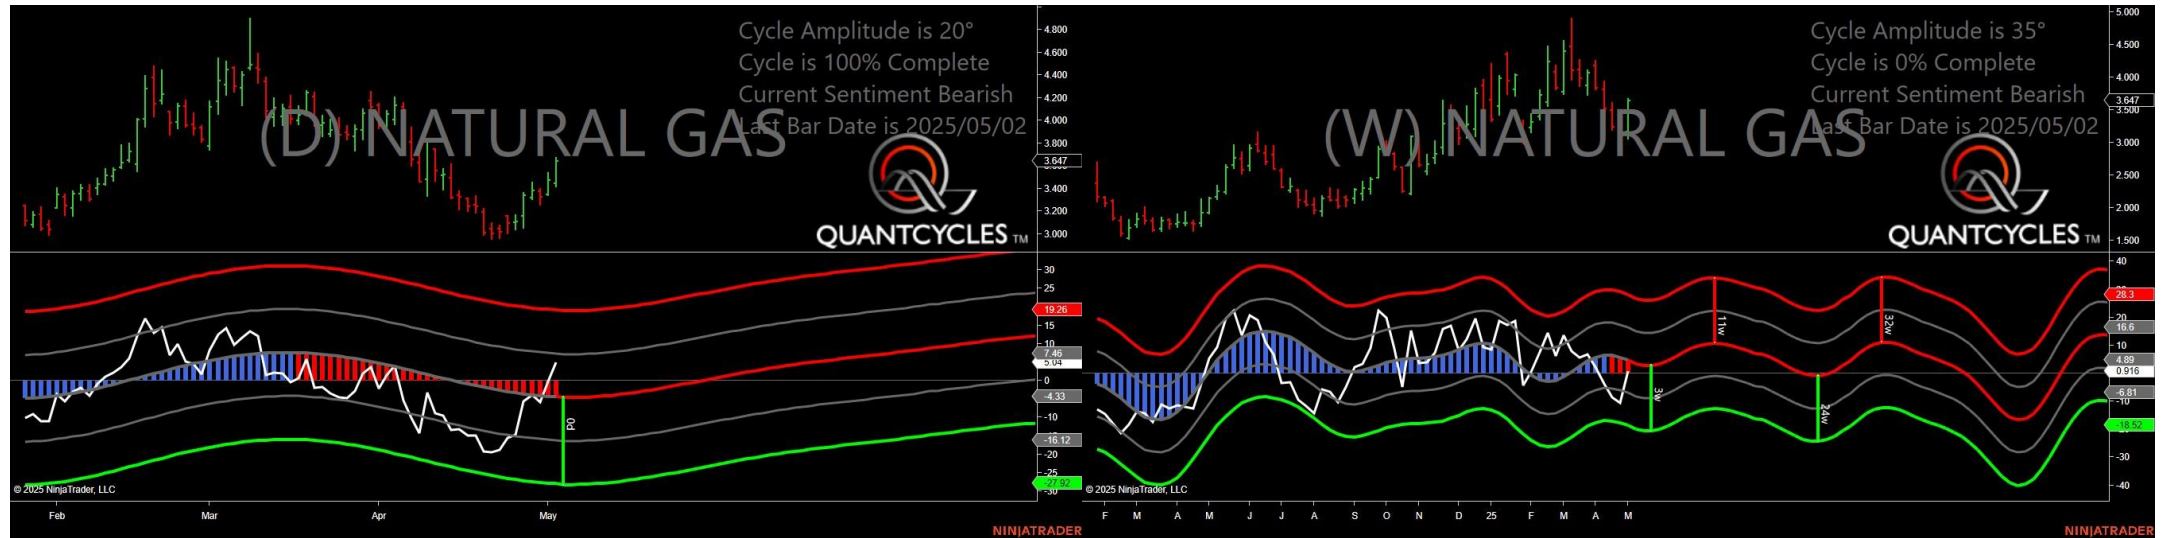 Cycle Amplitude is 20°
Cycle is 100% Complete
Current Sentiment Bearish
Last Bar Date is 2025/05/02
(D) NATURAL GAS
QUANTCYCLES TM
4.800
4.600
4.400
4.200
4.000
3.800
3.647
3.400
3.200
3.000
30
25
19.26
15
10
7.46
5.04
0
-4.33
-10
-16.12
-20
-25
-27.92
-30
0d
© 2025 NinjaTrader, LLC
Feb Mar Apr May
NINJATRADER
Cycle Amplitude is 35°
Cycle is 0% Complete
Current Sentiment Bearish
Last Bar Date is 2025/05/02
(W) NATURAL GAS
QUANTCYCLES TM
5.000
4.500
4.000
3.647
3.500
3.000
2.500
2.000
1.500
40
28.3
20
16.6
10
4.89
0.916
-6.81
-10
-18.52
-30
-40
3w
11w
24w
32w
© 2025 NinjaTrader, LLC
F M A M J J A S O N D 25 F M A M
NINJATRADER